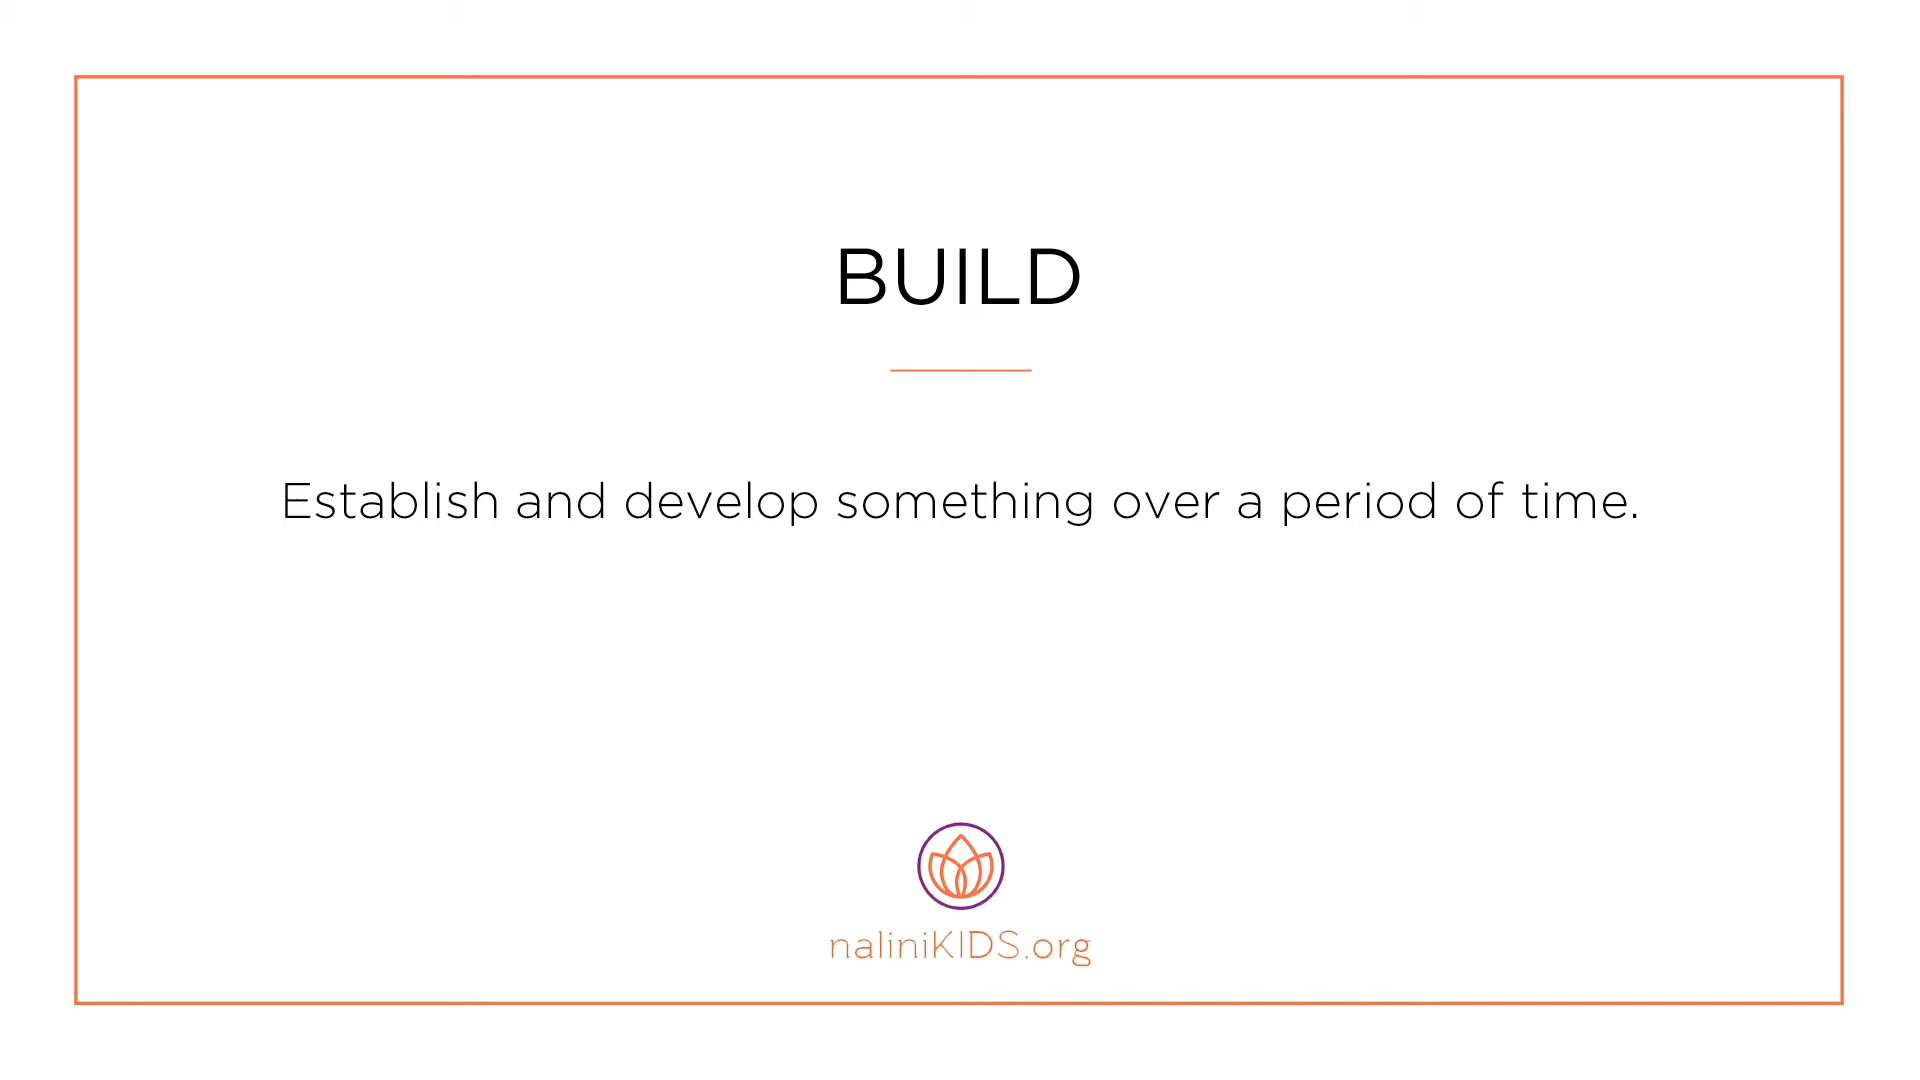 BUILD
Establish and develop something over a period of time.
naliniKIDS.org